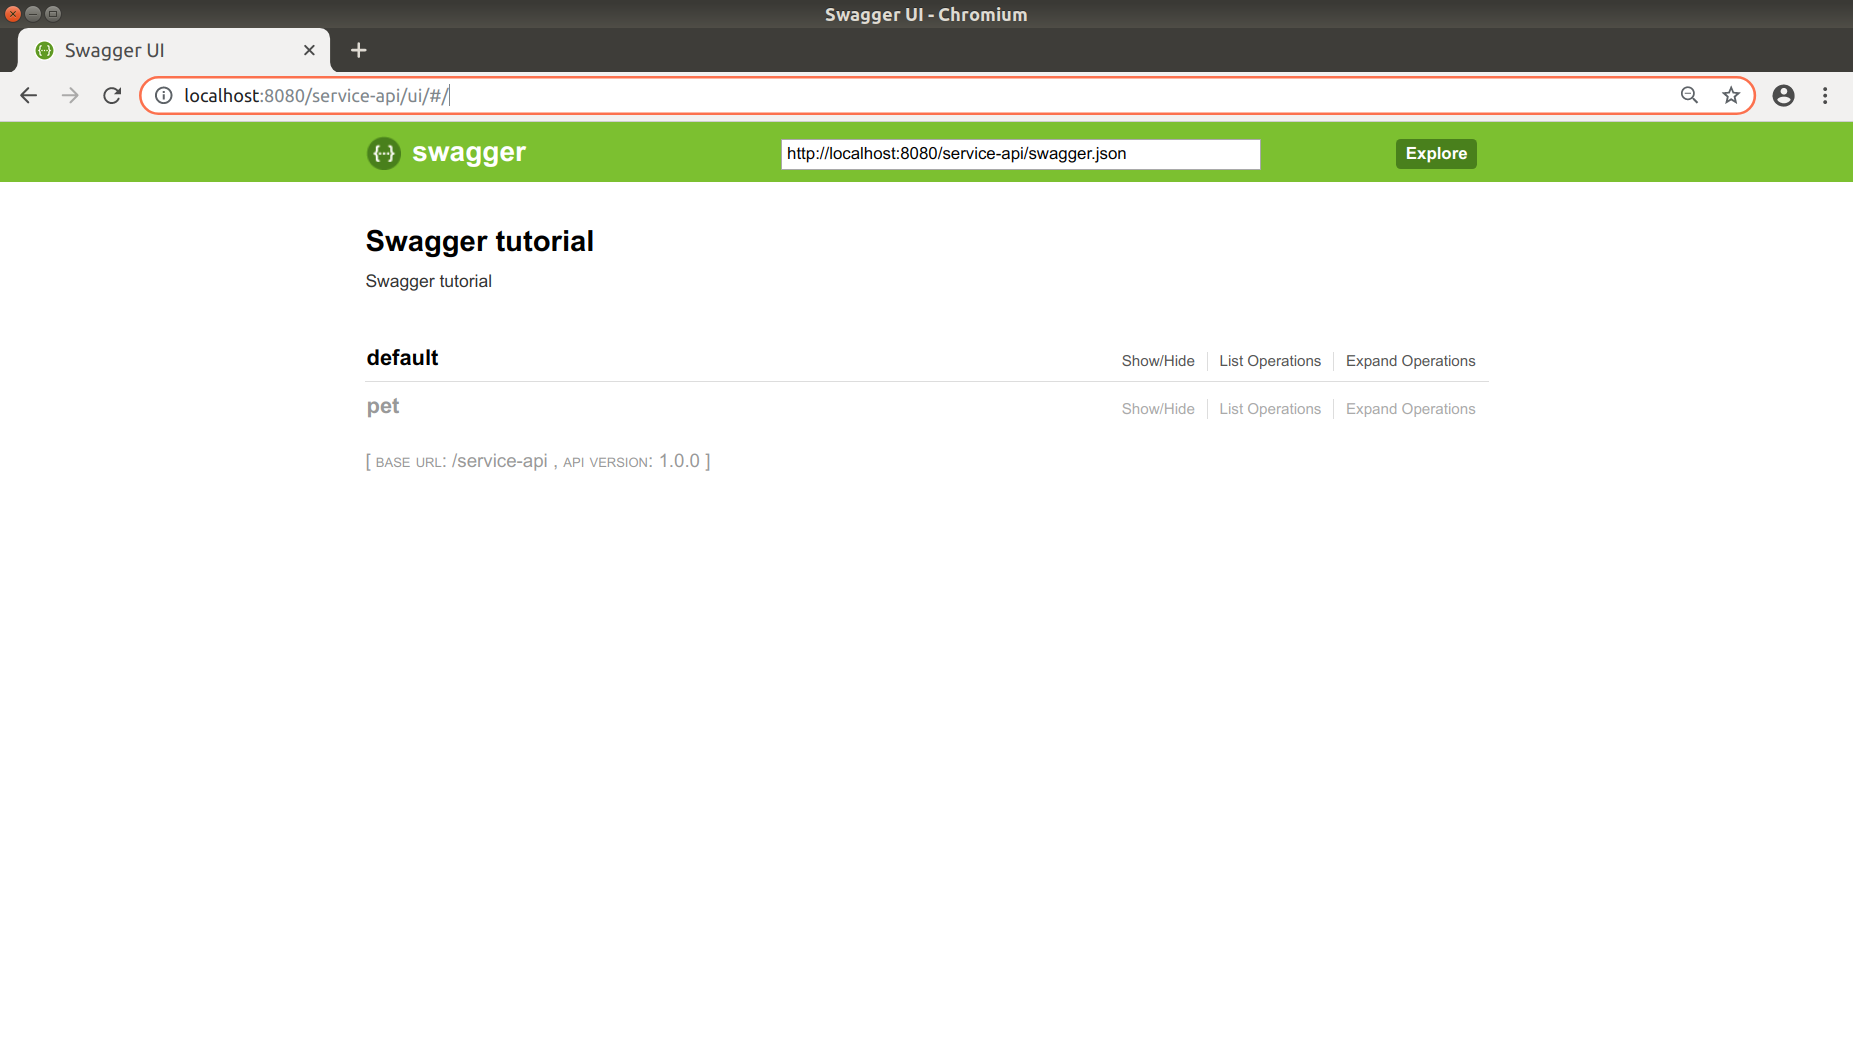 Swagger UI - Chromium
Swagger UI
localhost:8080/service-api/ui/#/
{···} swagger http://localhost:8080/service-api/swagger.json Explore
Swagger tutorial
Swagger tutorial
default Show/Hide List Operations Expand Operations
pet Show/Hide List Operations Expand Operations
[ BASE URL: /service-api , API VERSION: 1.0.0 ]